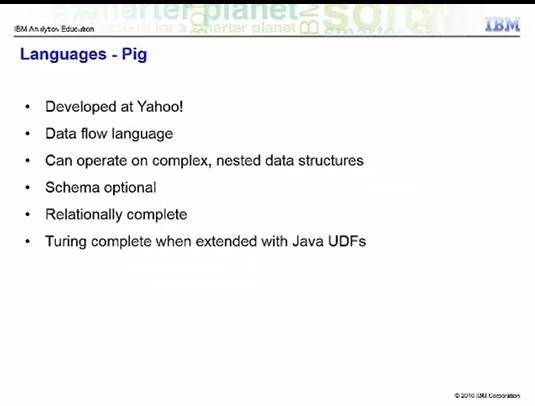 IBM Analytics Education
IBM
Languages - Pig
• Developed at Yahoo!
• Data flow language
• Can operate on complex, nested data structures
• Schema optional
• Relationally complete
• Turing complete when extended with Java UDFs
© 2016 IBM Corporation